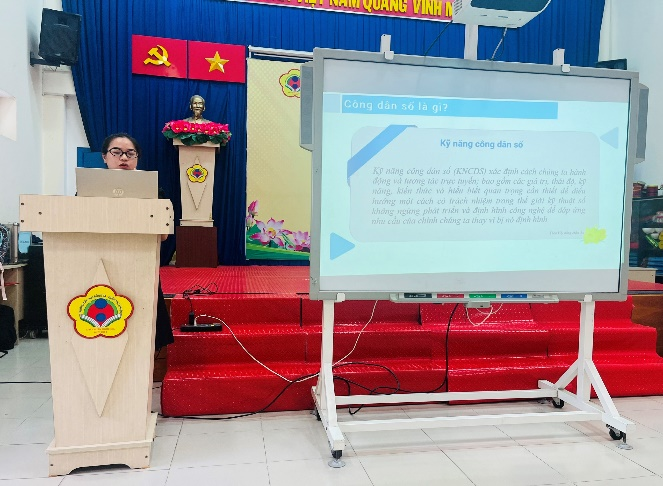 NAM QUANG VINH
Công dân số là gì?
Kỹ năng công dân số
Kỹ năng công dân số (KNCDS) xác định cách chúng ta hành
động và tương tác trực tuyến; bao gồm các giá trị, thái độ, kỹ
năng, kiến thức và hiểu biết quan trọng cần thiết để điều
hướng một cách có trách nhiệm trong thế giới kỹ thuật số
không ngừng phát triển và định hình công nghệ để đáp ứng
nhu cầu của chính chúng ta thay vì bị nó định hình